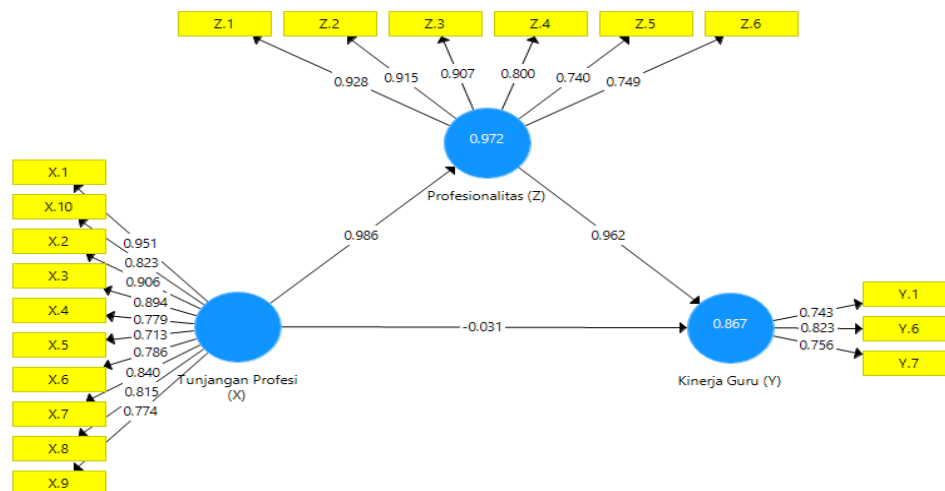 Z.1
Z.2
Z.3
Z.4
Z.5
Z.6
0.928
0.915
0.907
0.800
0.740
0.749
0.972
Profesionalitas (Z)
X.1
X.10
X.2
X.3
X.4
X.5
X.6
X.7
X.8
X.9
0.951
0.823
0.906
0.894
0.779
0.713
0.786
0.840
0.815
0.774
Tunjangan Profesi
(X)
0.986
0.962
-0.031
0.867
Kinerja Guru (Y)
0.743
0.823
0.756
Y.1
Y.6
Y.7